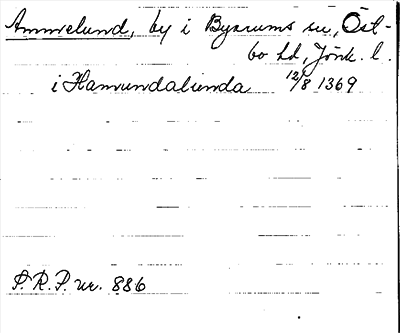 Ammelund, by i Byarums sn, Öst-
bo hd, Jönk. l.
i Hamundalunda 12/8 1369
P.R.P. nr. 886